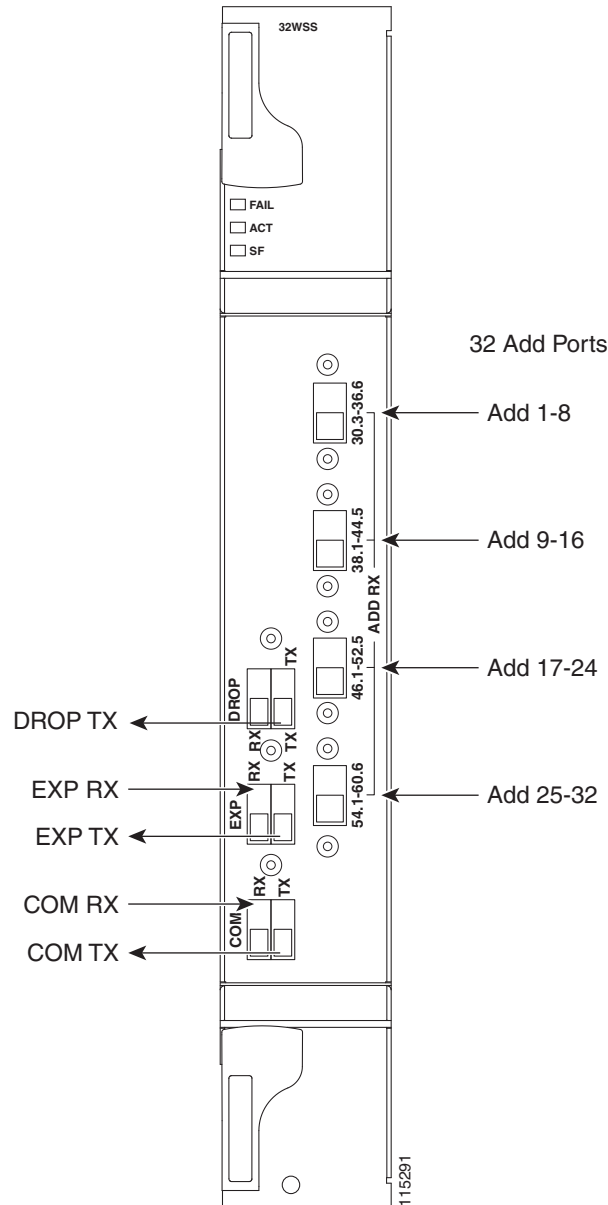 32WSS
FAIL
ACT
SF
32 Add Ports
30.3-36.6
Add 1-8
38.1-44.5
Add 9-16
ADD RX
46.1-52.5
Add 17-24
TX
DROP
DROP TX
RX
TX
54.1-60.6
Add 25-32
RX
TX
EXP
EXP RX
EXP TX
RX
TX
COM
COM RX
COM TX
115291